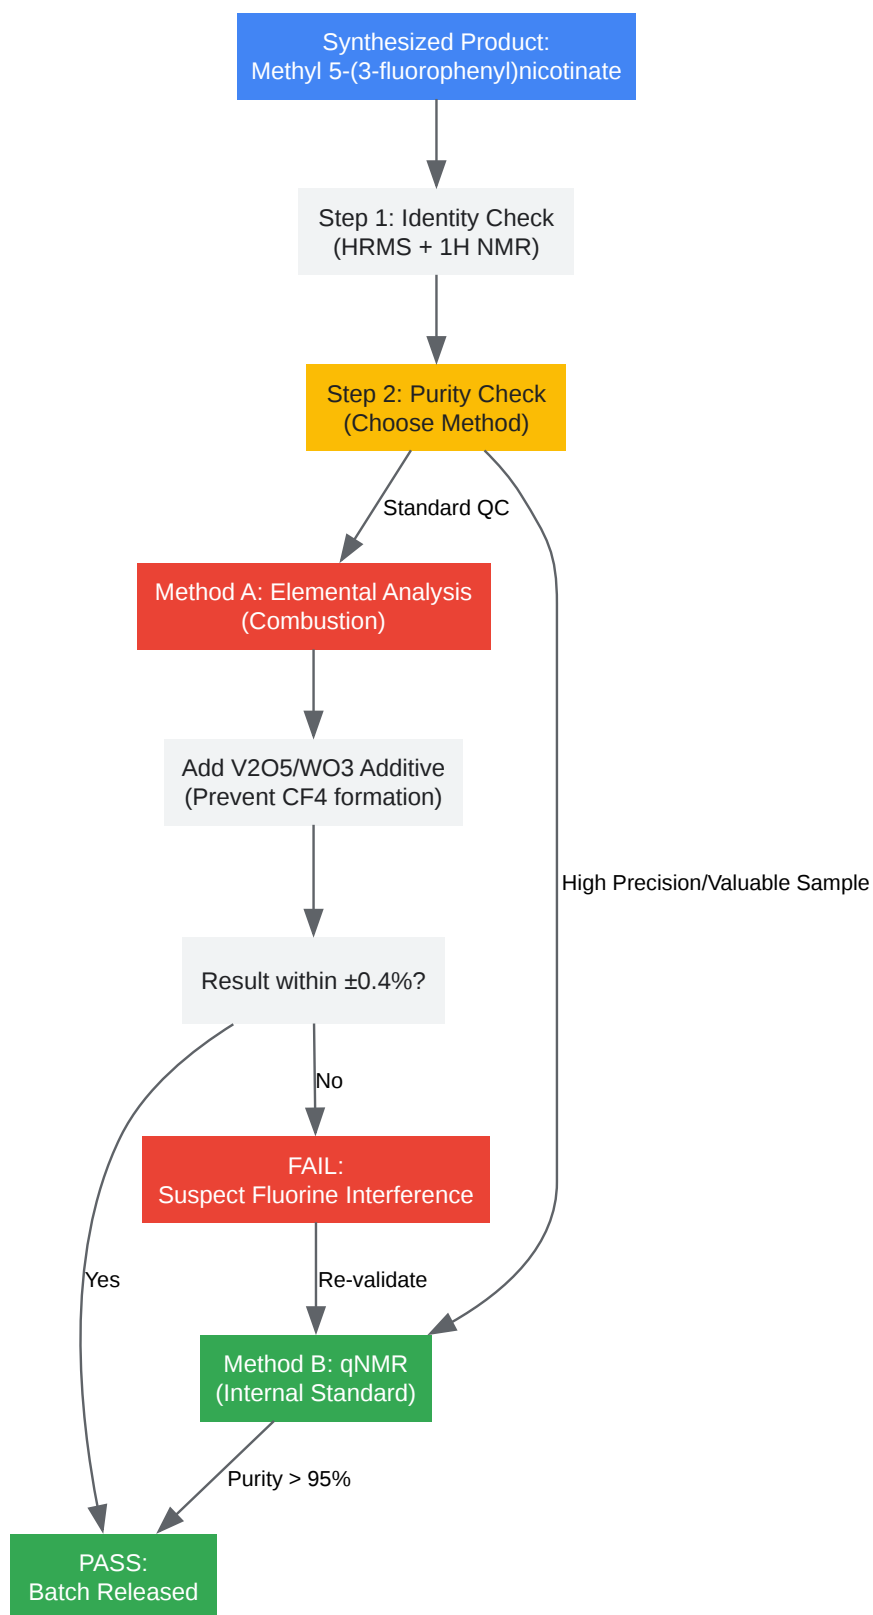 Synthesized Product:
Methyl 5-(3-fluorophenyl)nicotinate
Step 1: Identity Check
(HRMS + 1H NMR)
Step 2: Purity Check
(Choose Method)
Standard QC
Method A: Elemental Analysis
(Combustion)
Add V2O5/WO3 Additive
(Prevent CF4 formation)
High Precision/Valuable Sample
Result within ±0.4%?
No
FAIL:
Suspect Fluorine Interference
Yes
Re-validate
Method B: qNMR
(Internal Standard)
Purity > 95%
PASS:
Batch Released